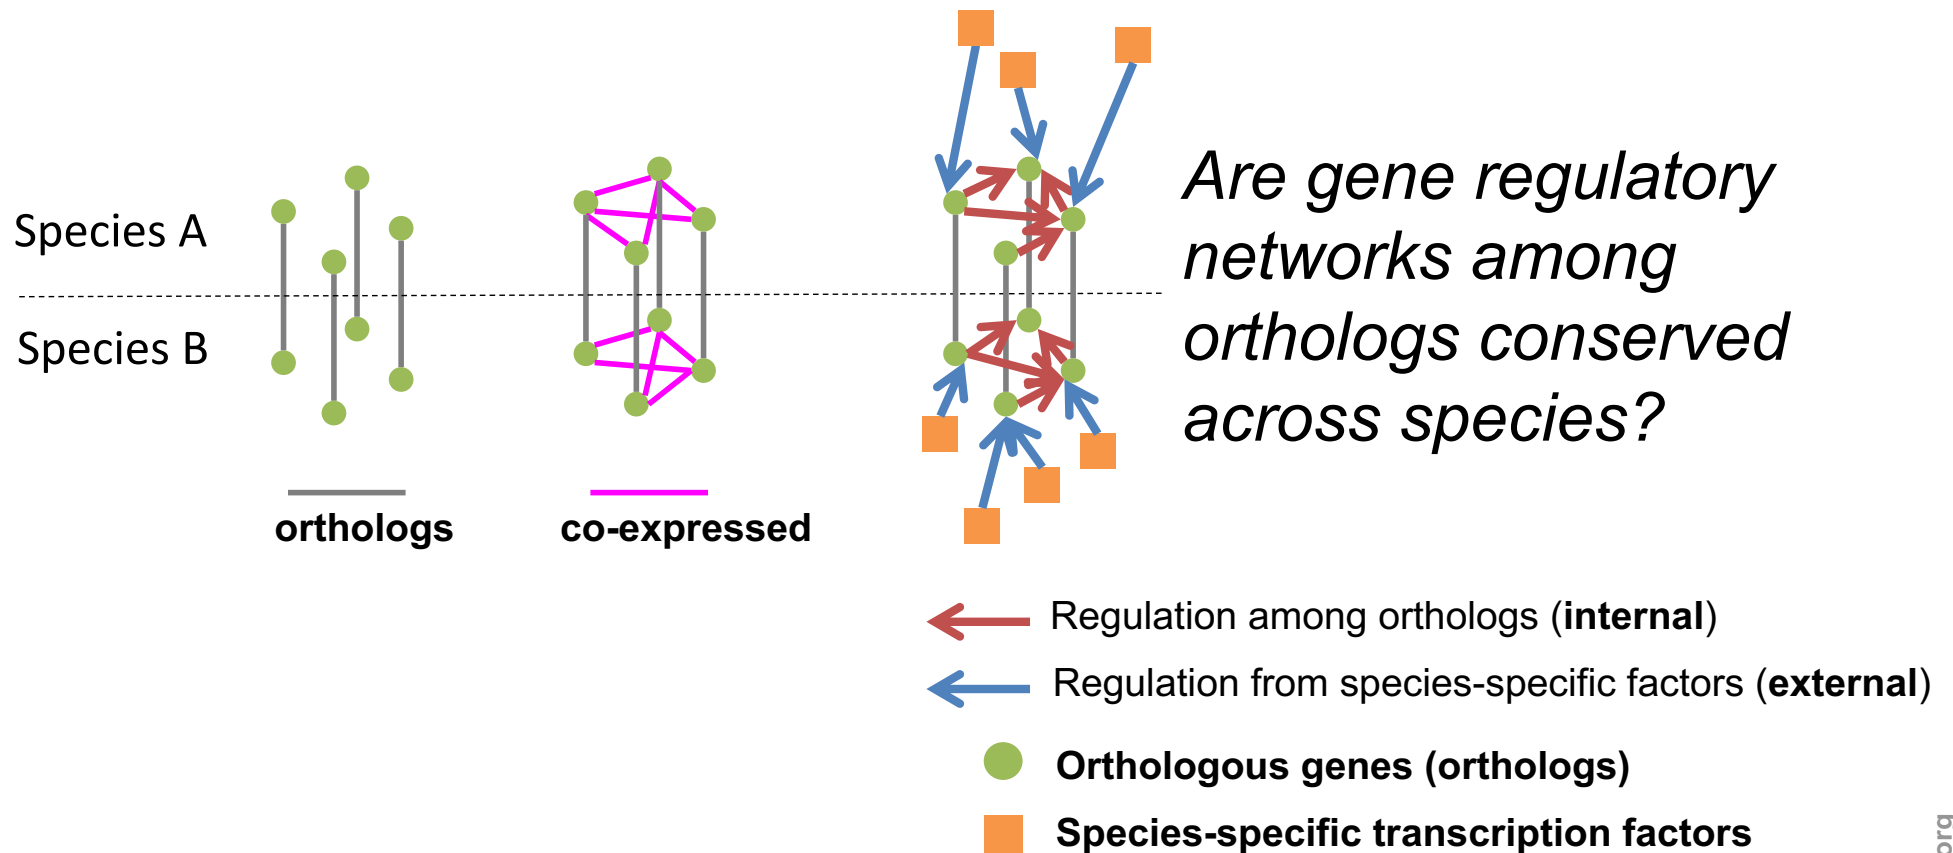 Species A
Species B
orthologs
co-expressed
Are gene regulatory
networks among
orthologs conserved
across species?
Regulation among orthologs (internal)
Regulation from species-specific factors (external)
Orthologous genes (orthologs)
Species-specific transcription factors